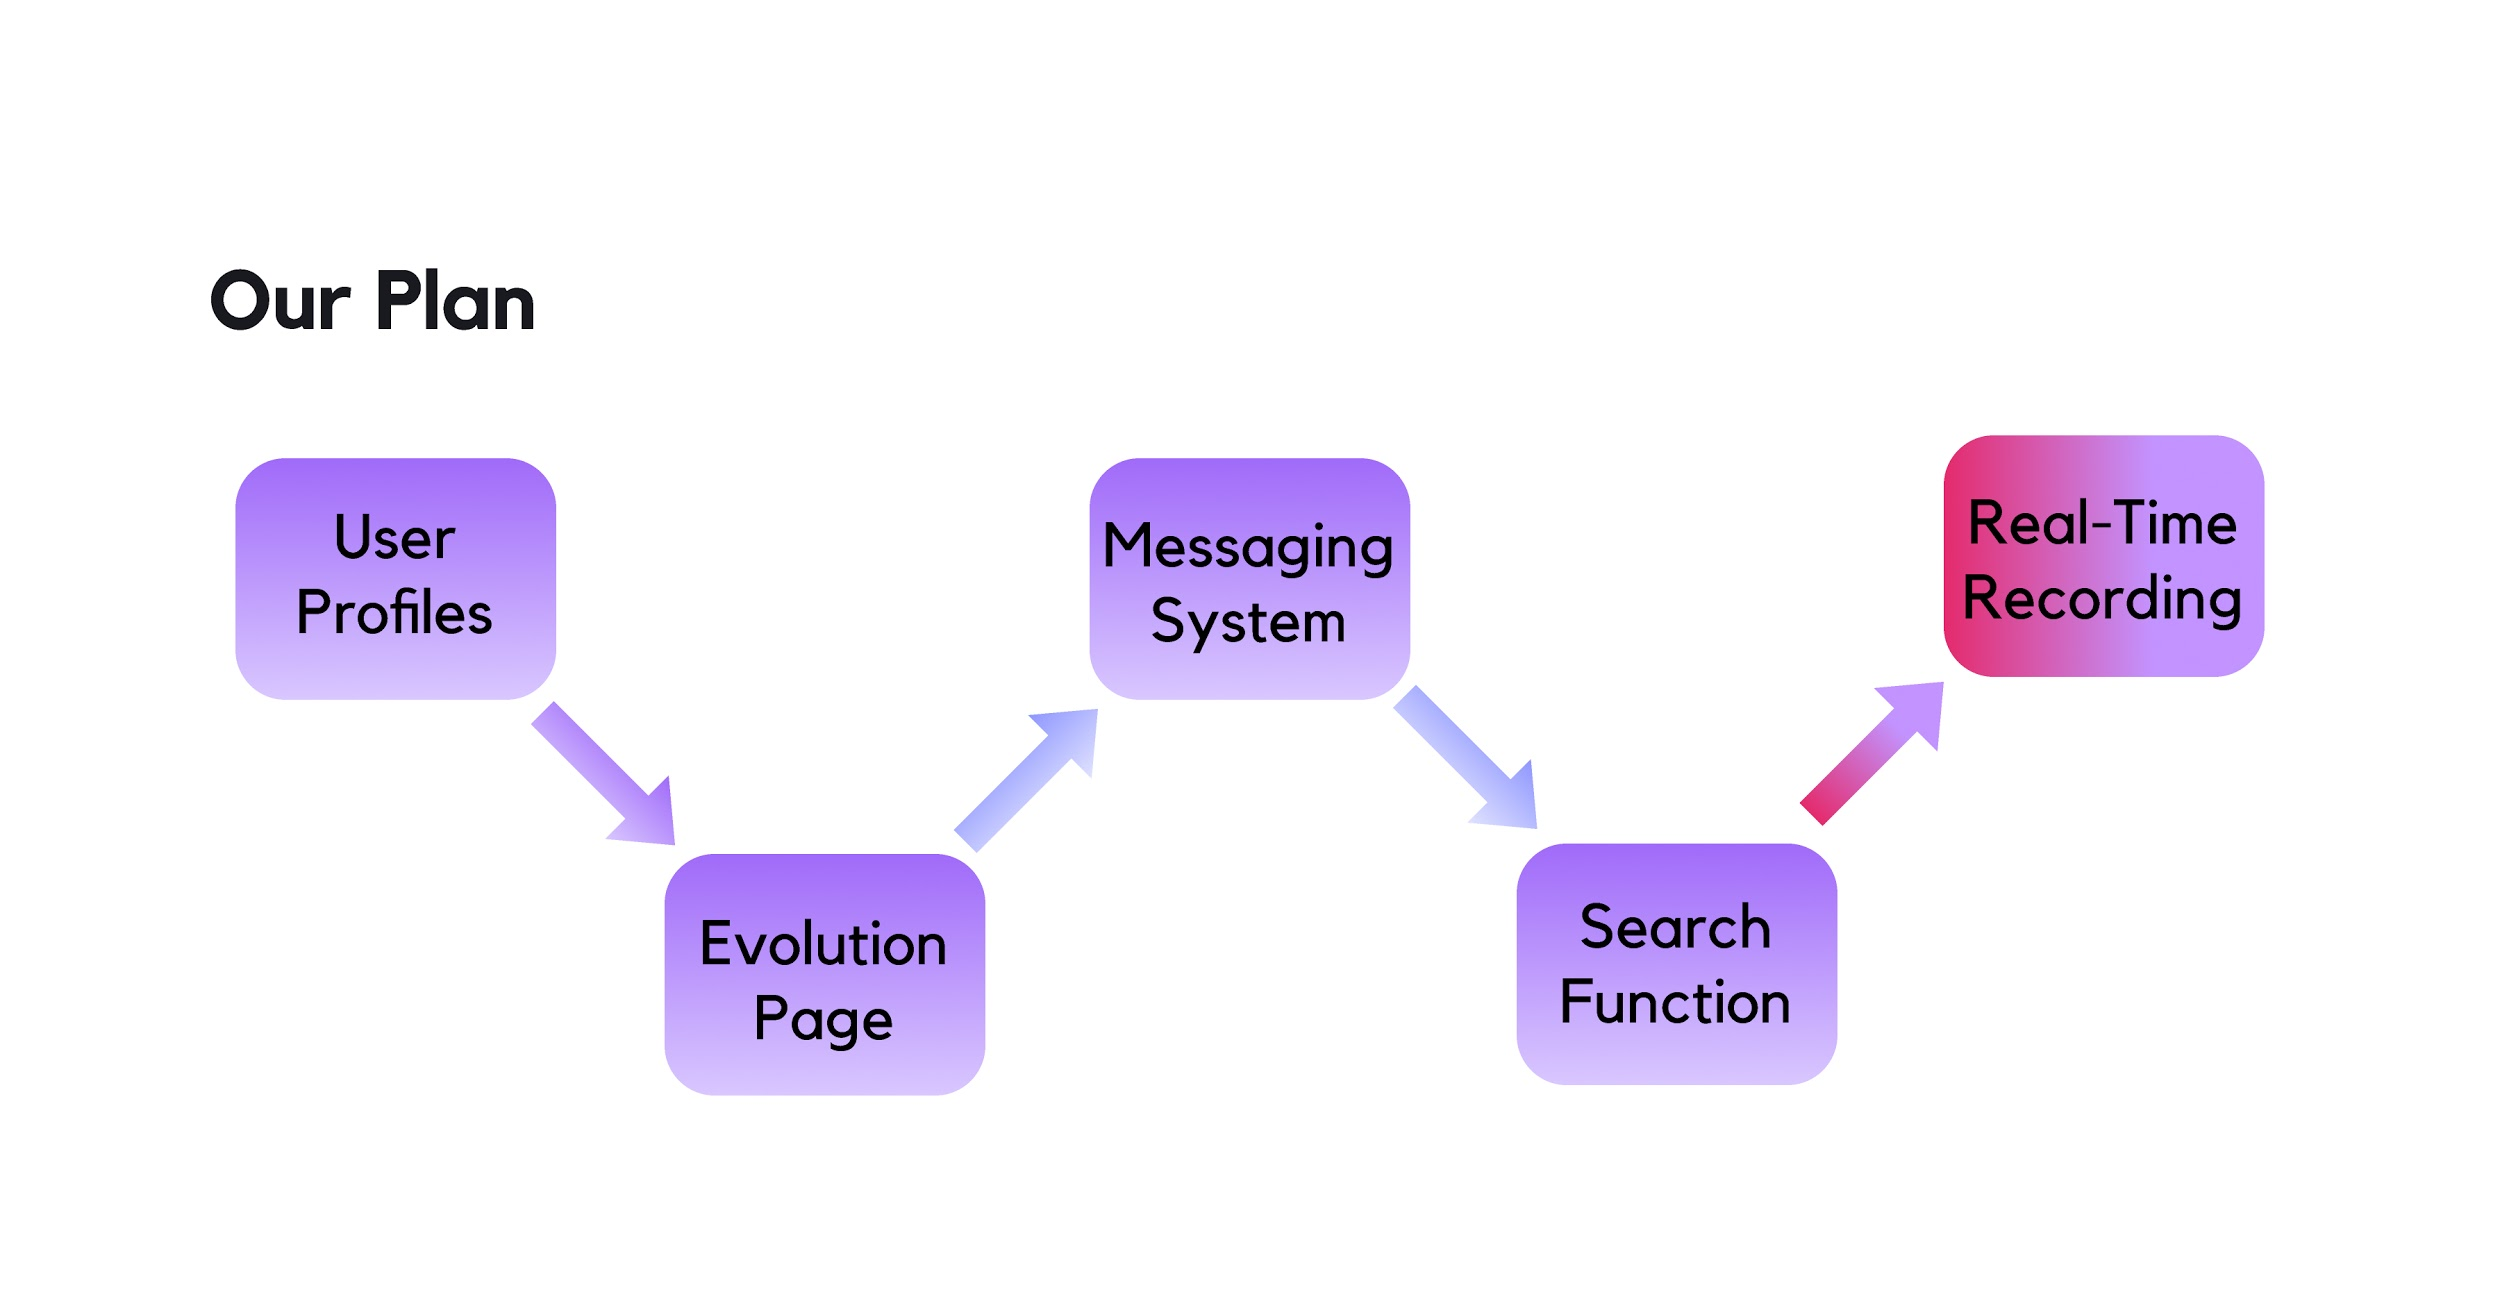 Our Plan
User
Profiles
Evolution
Page
Messaging
System
Search
Function
Real-Time
Recording